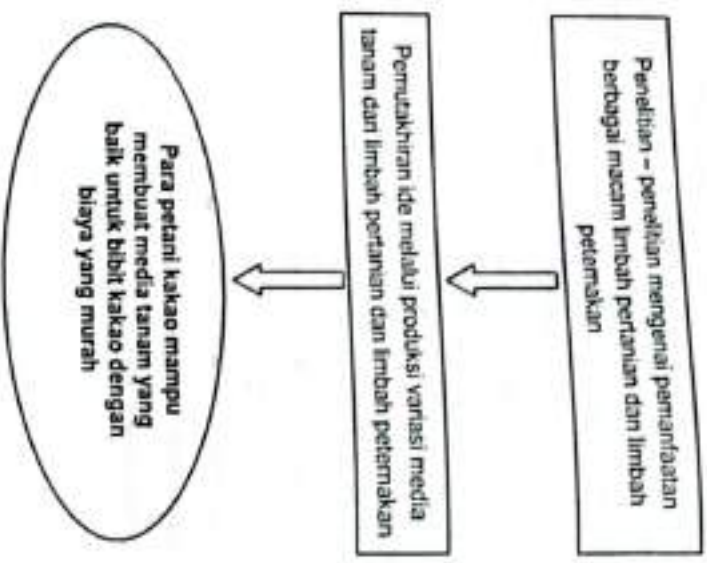 Penelitian – penelitian mengenai pemanfaatan
berbagai macam limbah pertanian dan limbah
peternakan
Pemutakhiran ide melalui produksi variasi media
tanam dari limbah pertanian dan limbah peternakan
Para petani kakao mampu
membuat media tanam yang
baik untuk bibit kakao dengan
biaya yang murah